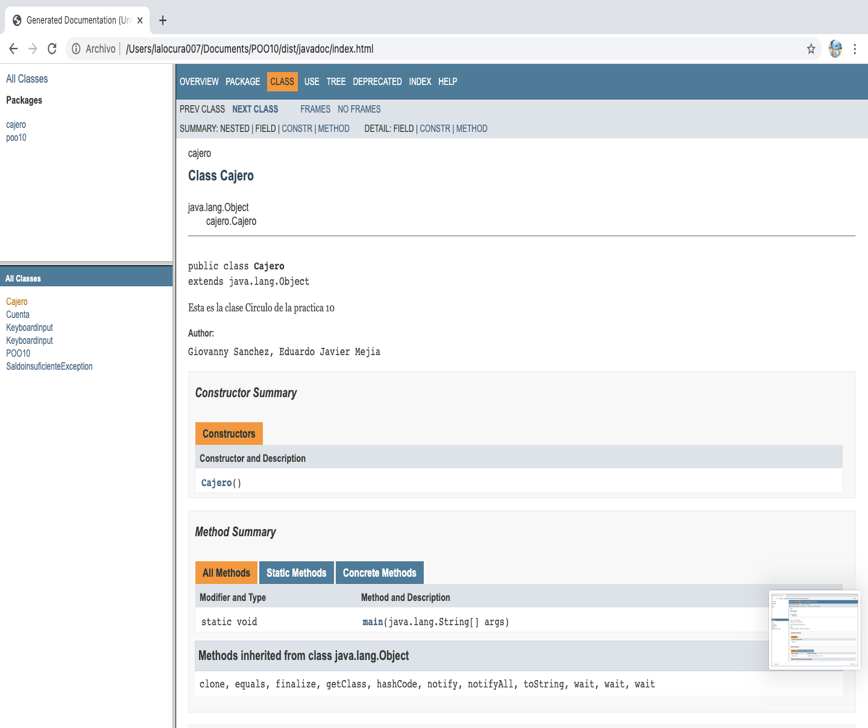 Generated Documentation (Un
Archivo
/Users/lalocura007/Documents/POO10/dist/javadoc/index.html
All Classes
Packages
cajero
poo10
All Classes
Cajero
Cuenta
Keyboardinput
Keyboardinput
POO10
SaldoinsuficienteException
OVERVIEW PACKAGE CLASS USE TREE DEPRECATED INDEX HELP
PREV CLASS NEXT CLASS FRAMES NO FRAMES
SUMMARY: NESTED | FIELD | CONSTR | METHOD DETAIL: FIELD | CONSTR | METHOD
cajero
Class Cajero
java.lang.Object
cajero.Cajero
public class Cajero
extends java.lang.Object
Esta es la clase Circulo de la practica 10
Author:
Giovanny Sanchez, Eduardo Javier Mejia
Constructor Summary
Constructors
Constructor and Description
Cajero()
Method Summary
All Methods Static Methods Concrete Methods
Modifier and Type Method and Description
static void main(java.lang.String[] args)
Methods inherited from class java.lang.Object
clone, equals, finalize, getClass, hashCode, notify, notifyAll, toString, wait, wait, wait